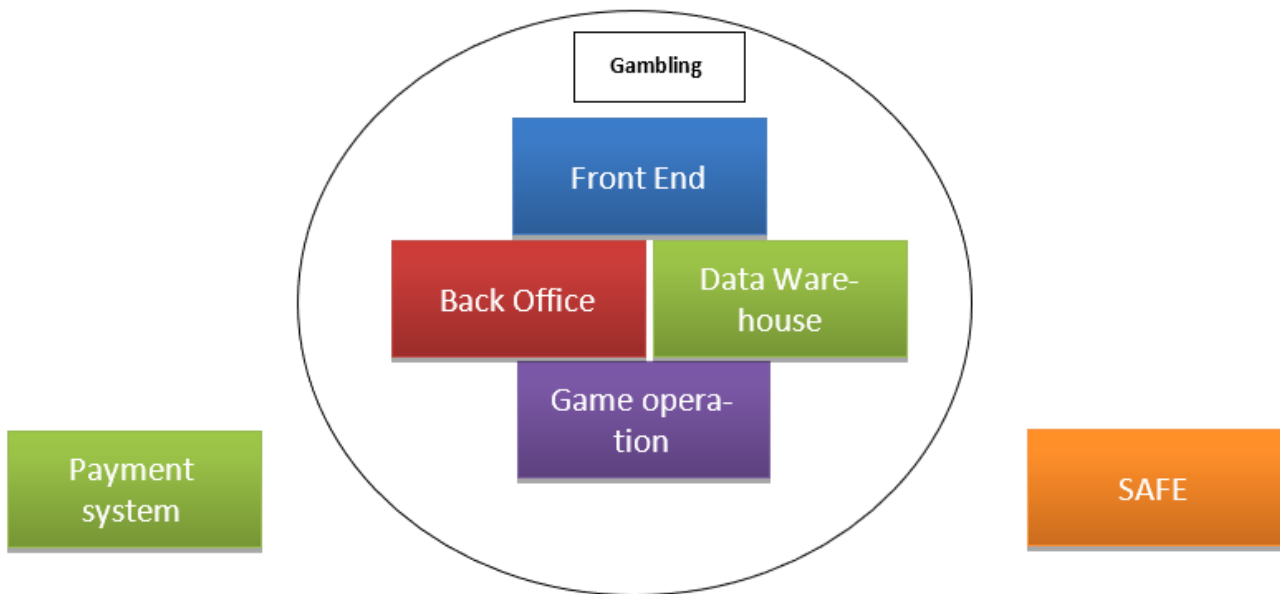 Gambling
Front End
Back Office
Data Ware-
house
Game opera-
tion
Payment
system
SAFE